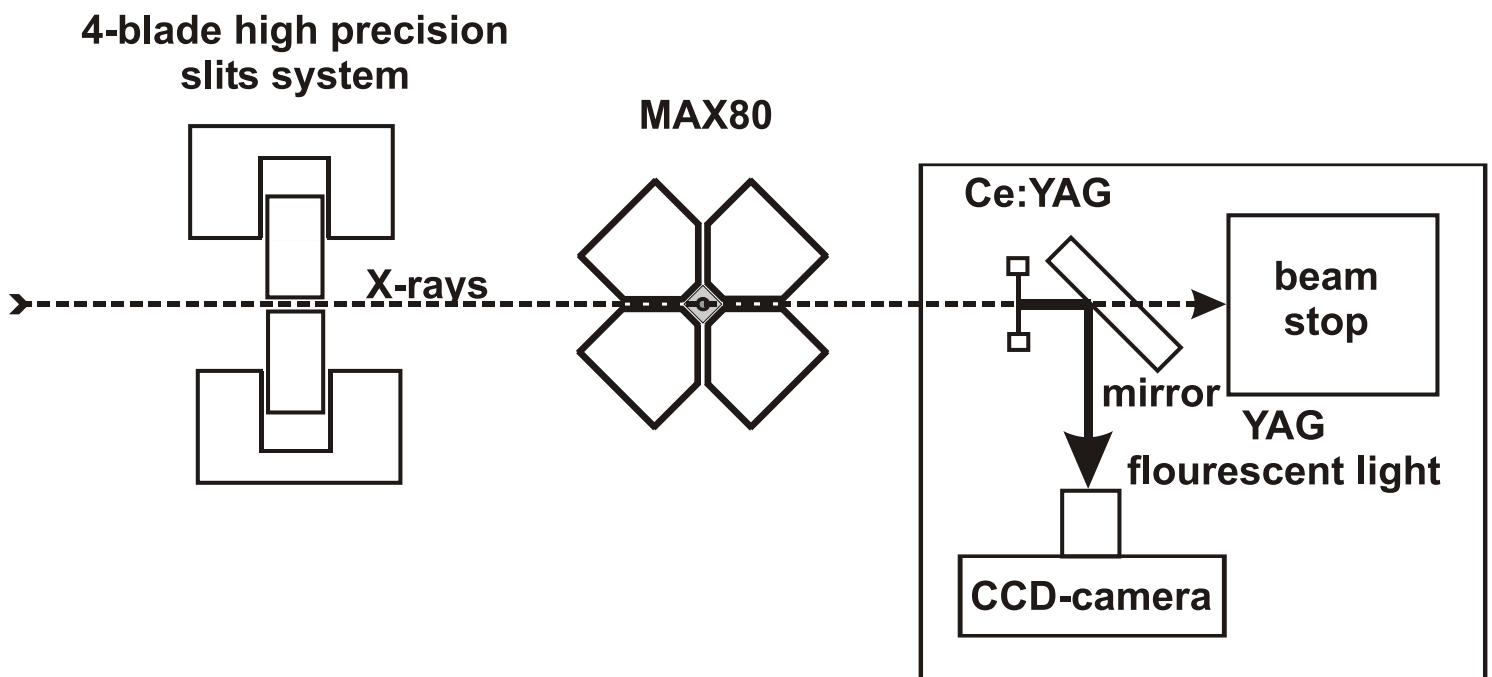 4-blade high precision
slits system
MAX80
X-rays
Ce:YAG
beam
stop
mirror
YAG
flourescent light
CCD-camera